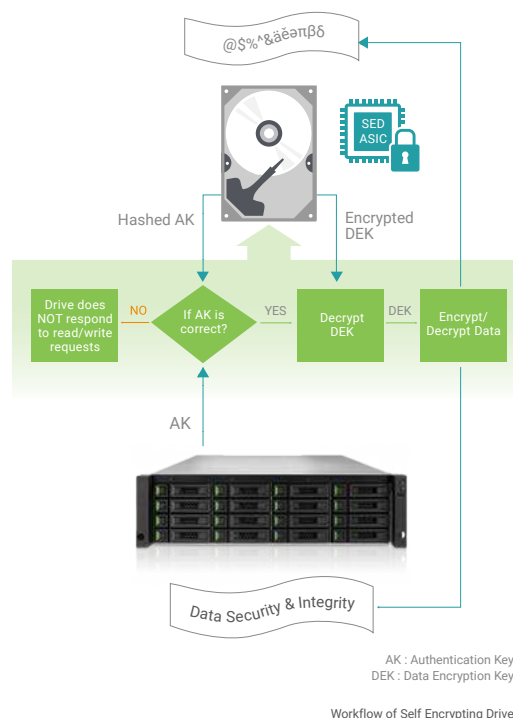 @$%^&äěəπβδ
SED
ASIC
Hashed AK
Encrypted
DEK
Drive does
NOT respond
to read/write
requests
NO
If AK is
correct?
YES
Decrypt
DEK
DEK
Encrypt/
Decrypt Data
AK
Data Security & Integrity
AK : Authentication Key
DEK : Data Encryption Key
Workflow of Self Encrypting Drive